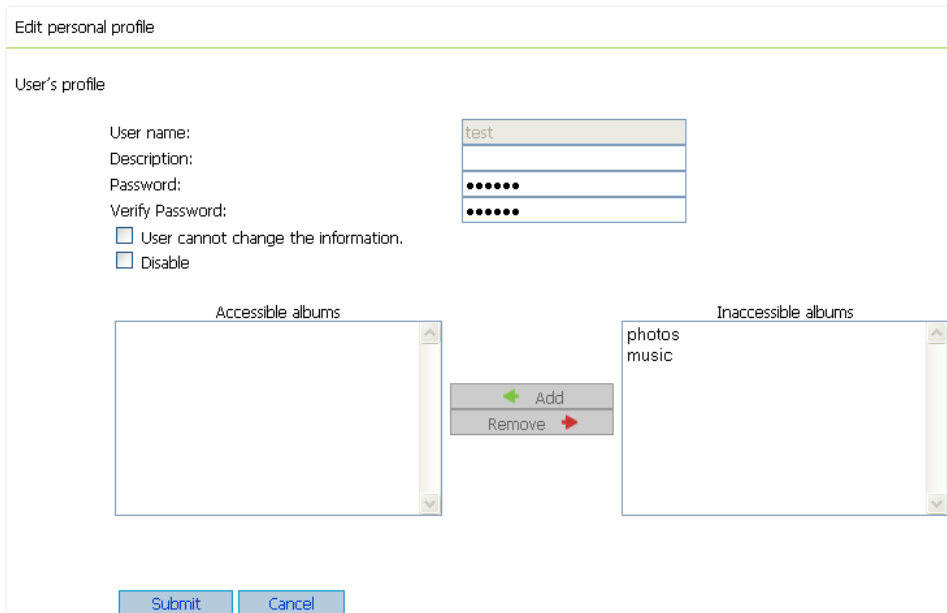 Edit personal profile
User's profile
User name: test
Description:
Password: ●●●●●●
Verify Password: ●●●●●●
User cannot change the information.
Disable
Accessible albums
Inaccessible albums
photos
music
Add
Remove
Submit Cancel